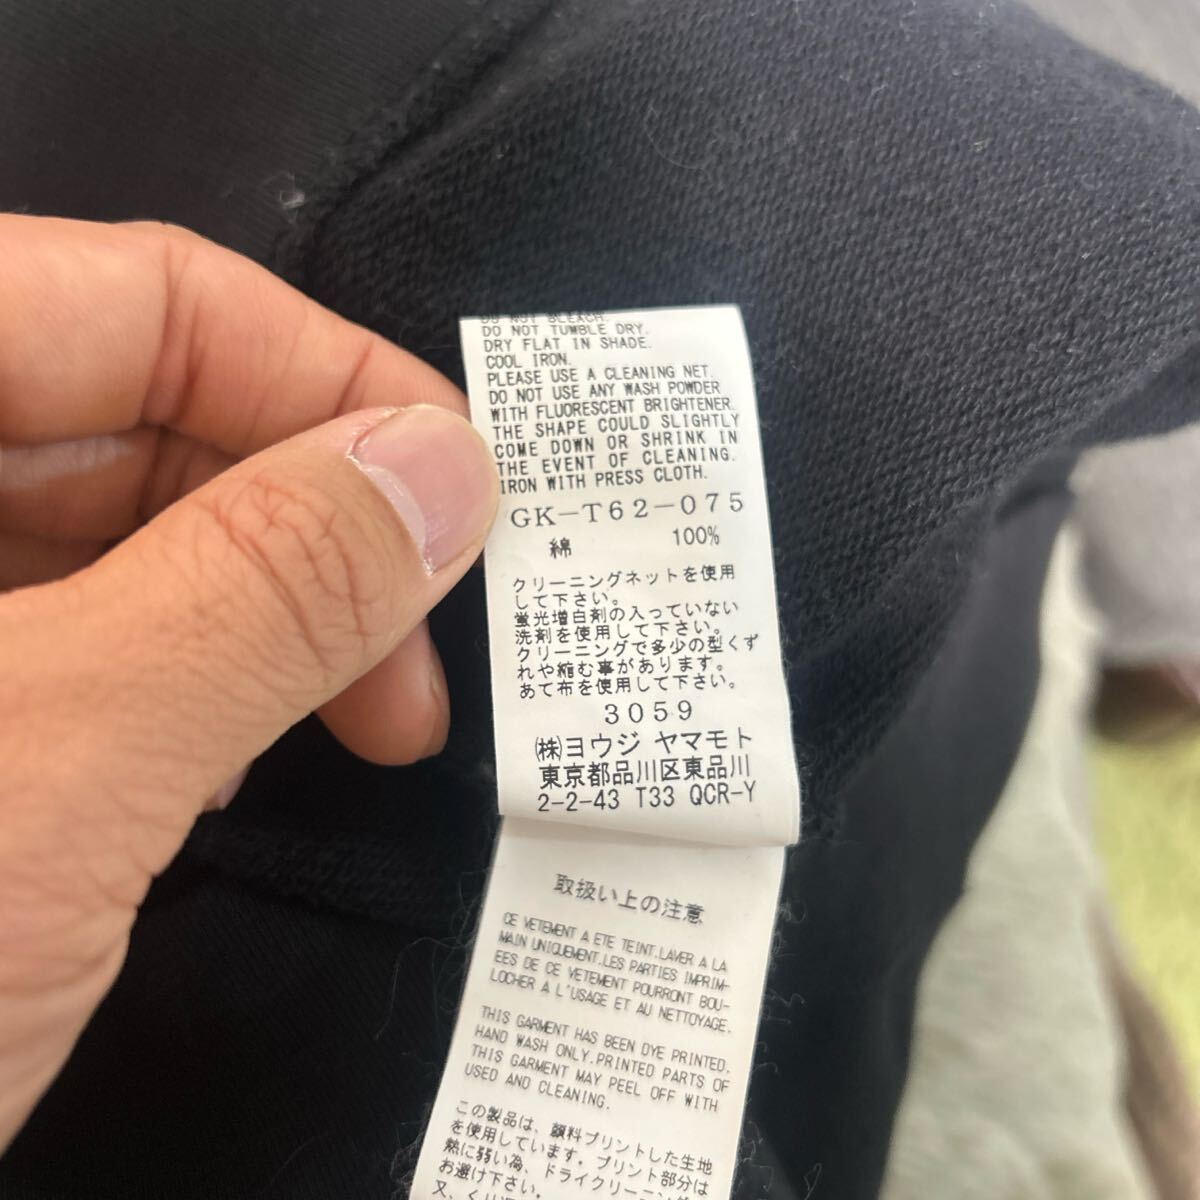 DO NOT BLEACH.
DO NOT TUMBLE DRY.
DRY FLAT IN SHADE.
COOL IRON.
PLEASE USE A CLEANING NET.
DO NOT USE ANY WASH POWDER
WITH FLUORESCENT BRIGHTENER.
THE SHAPE COULD SLIGHTLY
COME DOWN OR SHRINK IN
THE EVENT OF CLEANING.
IRON WITH PRESS CLOTH.
GK-T62-075
綿 100%
クリーニングネットを使用
して下さい。
蛍光増白剤の入っていない
洗剤を使用して下さい。
クリーニングで多少の型くず
れや縮む事があります。
あて布を使用して下さい。
3059
(株)ヨウジ ヤマモト
東京都品川区東品川
2-2-43 T33 QCR-Y
取扱い上の注意
CE VETEMENT A ETE TEINT.LAVER A LA
MAIN UNIQUEMENT.LES PARTIES IMPRIM-
EES DE CE VETEMENT POURRONT BOU-
LOCHER A L'USAGE ET AU NETTOYAGE.
THIS GARMENT HAS BEEN DYE PRINTED.
HAND WASH ONLY.PRINTED PARTS OF
THIS GARMENT MAY PEEL OFF WITH
USED AND CLEANING.
この製品は、顔料プリントした生地
を使用しています。プリント部分は
熱に弱い為、ドライクリーニング
お避け下さい。
又、くり返